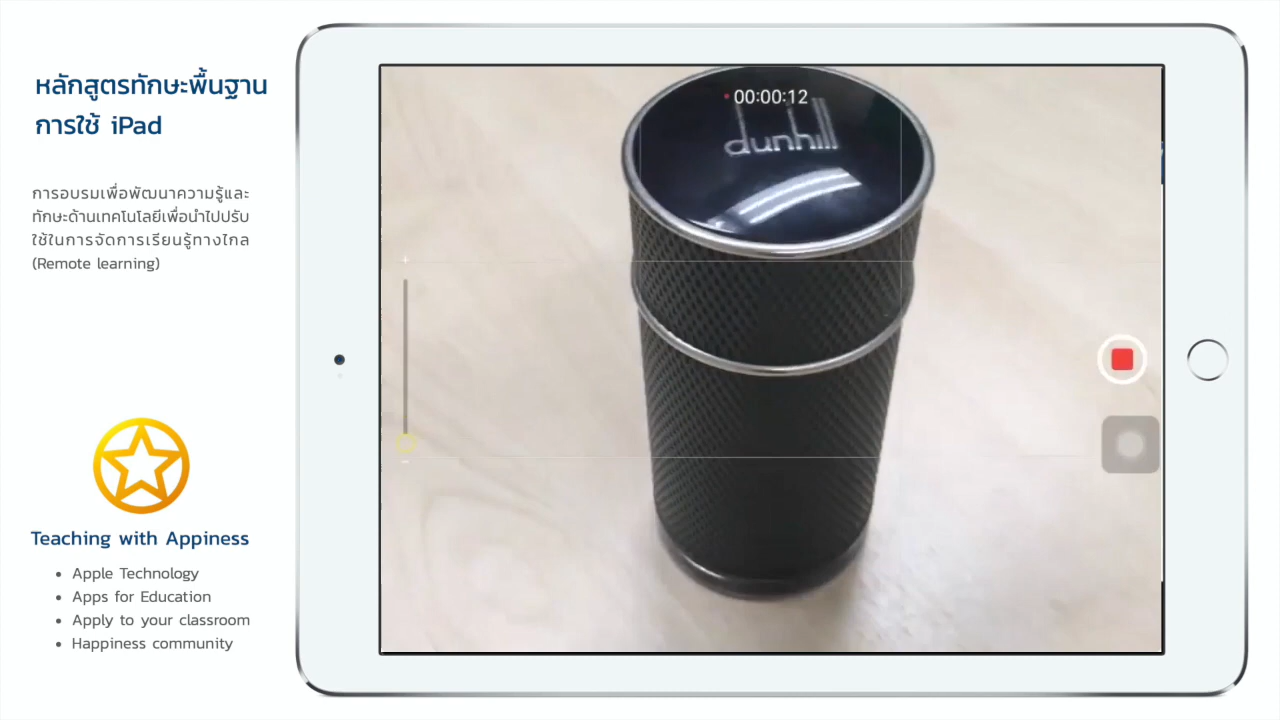 หลักสูตรทักษะพื้นฐาน
การใช้ iPad
การอบรมเพื่อพัฒนาความรู้และ
ทักษะด้านเทคโนโลยีเพื่อนำไปปรับ
ใช้ในการจัดการเรียนรู้ทางไกล
(Remote learning)
Teaching with Appiness
• Apple Technology
• Apps for Education
• Apply to your classroom
• Happiness community
00:00:12
dunhill